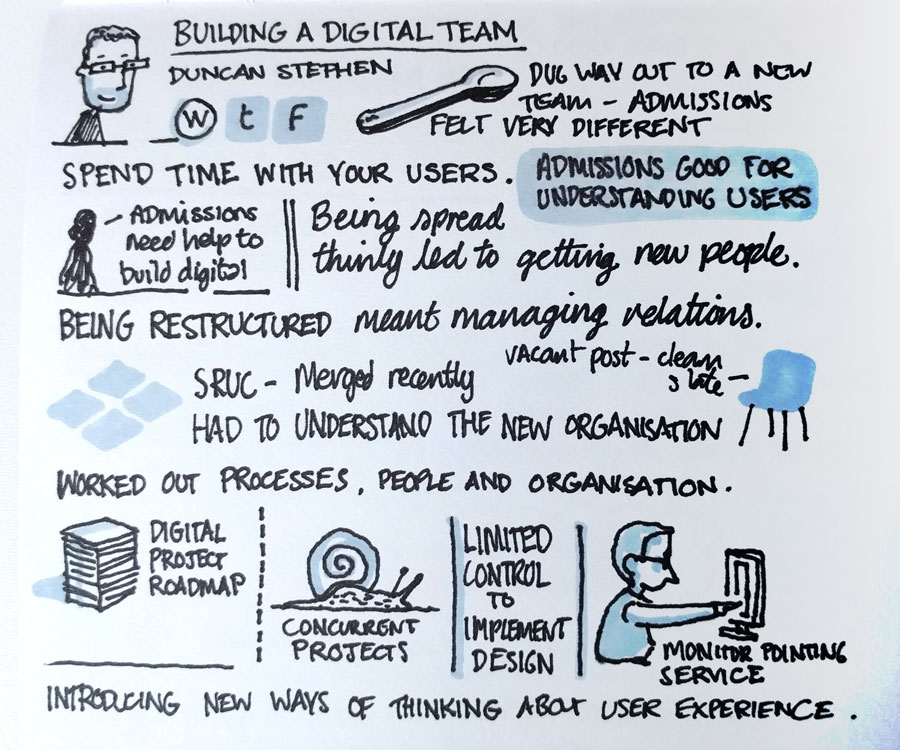 BUILDING A DIGITAL TEAM
DUNCAN STEPHEN
W t F
DUG WAY OUT TO A NEW
TEAM - ADMISSIONS
FELT VERY DIFFERENT
SPEND TIME WITH YOUR USERS.
ADMISSIONS GOOD FOR
UNDERSTANDING USERS
- ADMISSIONS
need help to
build digital
Being spread
thinly led to getting new people.
BEING RESTRUCTURED meant managing relations.
SRUC - Merged recently
vacant post - clean
slate -
HAD TO UNDERSTAND THE NEW ORGANISATION
WORKED OUT PROCESSES, PEOPLE AND ORGANISATION.
DIGITAL
PROJECT
ROADMAP
CONCURRENT
PROJECTS
LIMITED
CONTROL
TO
IMPLEMENT
DESIGN
MONITOR POINTING
SERVICE
INTRODUCING NEW WAYS OF THINKING ABOUT USER EXPERIENCE.